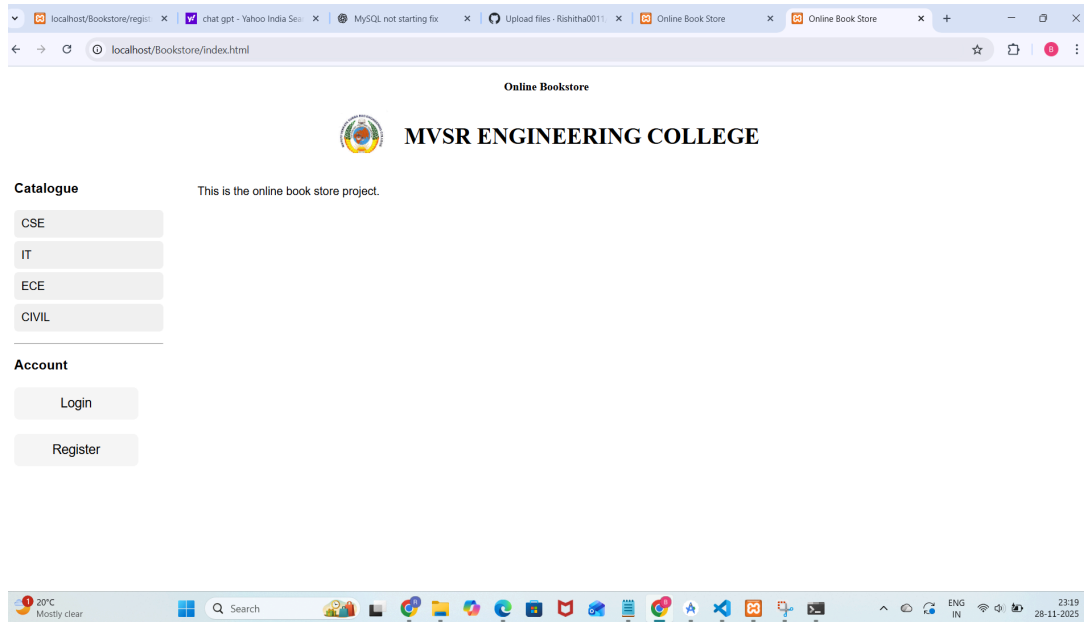 localhost/Bookstore/regist
chat gpt - Yahoo India Sea
MySQL not starting fix
Upload files · Rishitha0011/
Online Book Store
Online Book Store
localhost/Bookstore/index.html
B
Online Bookstore
MVSR ENGINEERING COLLEGE
Catalogue
This is the online book store project.
CSE
IT
ECE
CIVIL
Account
Login
Register
1
20°C
Mostly clear
Search
ENG
IN
23:19
28-11-2025